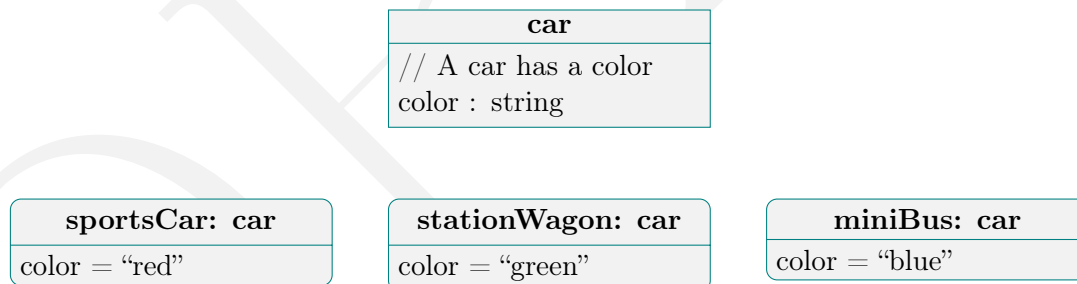 car
// A car has a color
color : string
sportsCar: car
color = “red”
stationWagon: car
color = “green”
miniBus: car
color = “blue”